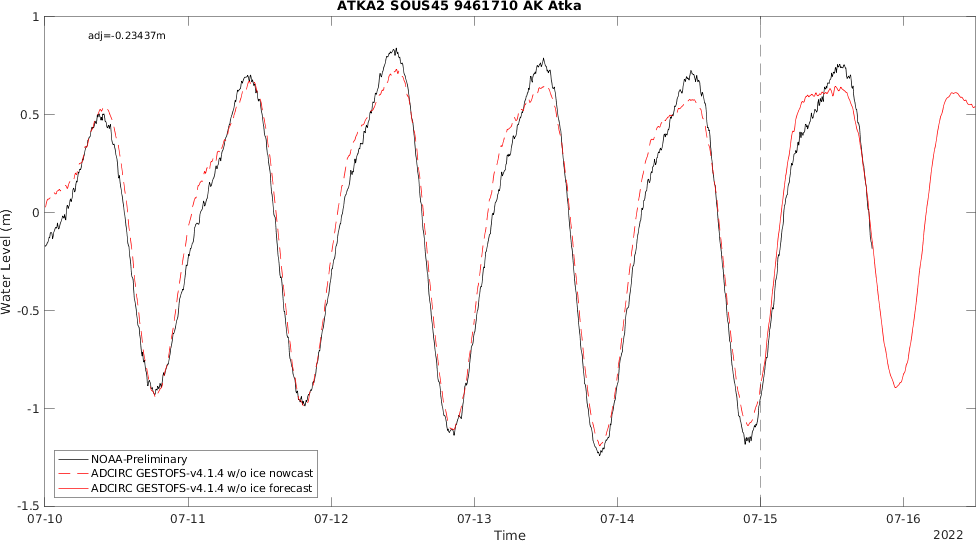 ATKA2 SOUS45 9461710 AK Atka
adj=-0.23437m
1
0.5
0
-0.5
-1
-1.5
Water Level (m)
NOAA-Preliminary
ADCIRC GESTOFS-v4.1.4 w/o ice nowcast
ADCIRC GESTOFS-v4.1.4 w/o ice forecast
07-10 07-11 07-12 07-13 07-14 07-15 07-16
Time
2022